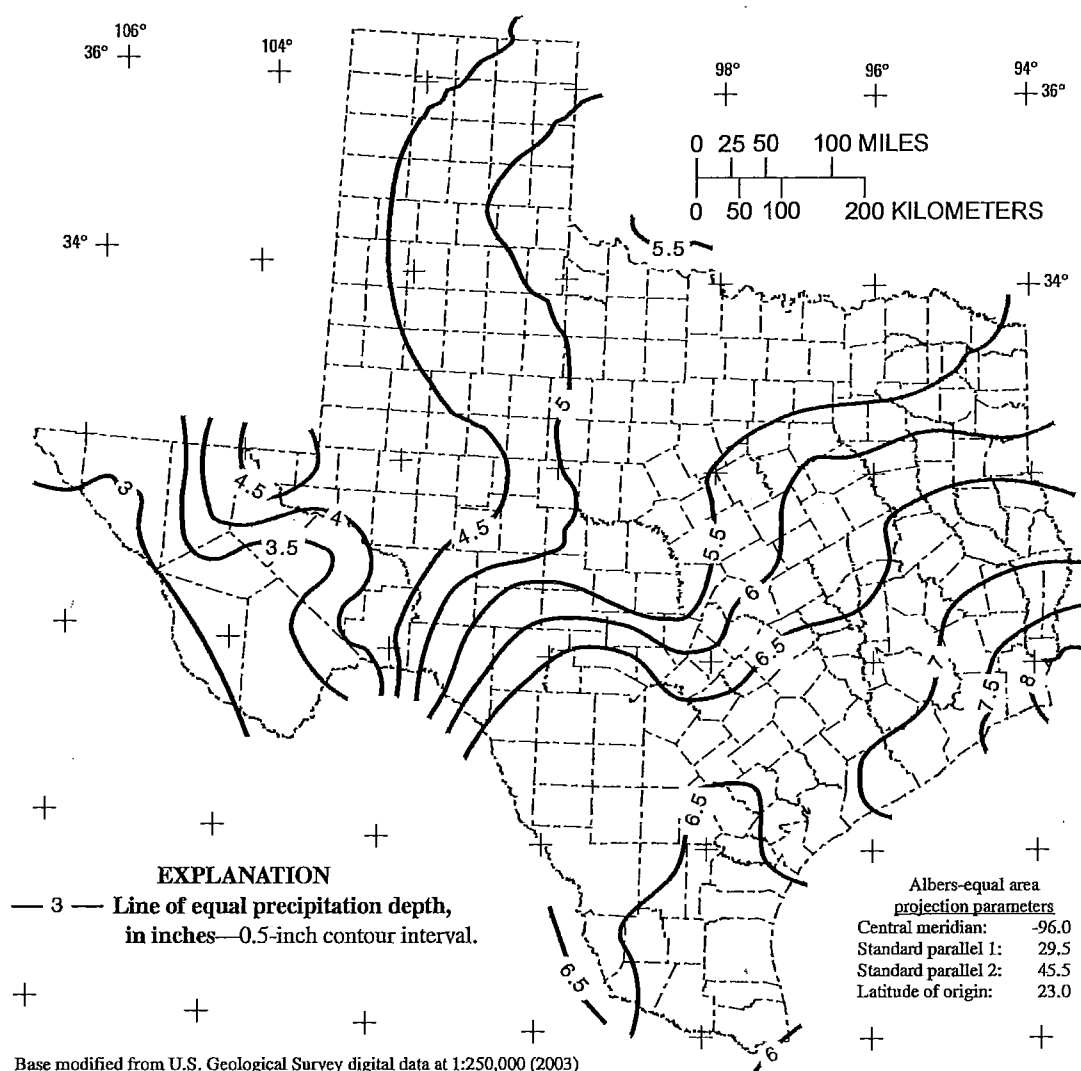 106°
36°
104°
98°
96°
94°
36°
0 25 50 100 MILES
0 50 100 200 KILOMETERS
34°
5.5
34°
5
3
4.5
4
3.5
4.5
5.5
6
6.5
7
7.5
8
6.5
6.5
6
EXPLANATION
3 Line of equal precipitation depth,
in inches—0.5-inch contour interval.
Albers-equal area
projection parameters
Central meridian: -96.0
Standard parallel 1: 29.5
Standard parallel 2: 45.5
Latitude of origin: 23.0
Base modified from U.S. Geological Survey digital data at 1:250,000 (2003)